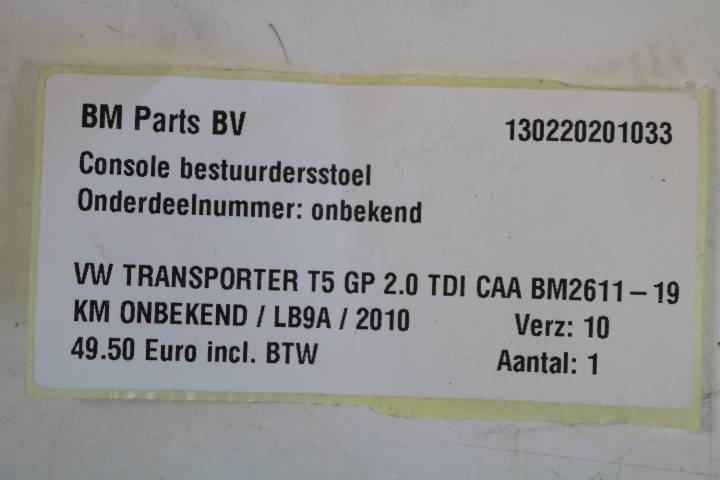 BM Parts BV 130220201033
Console bestuurdersstoel
Onderdeelnummer: onbekend
VW TRANSPORTER T5 GP 2.0 TDI CAA BM2611-19
KM ONBEKEND / LB9A / 2010 Verz: 10
49.50 Euro incl. BTW Aantal: 1